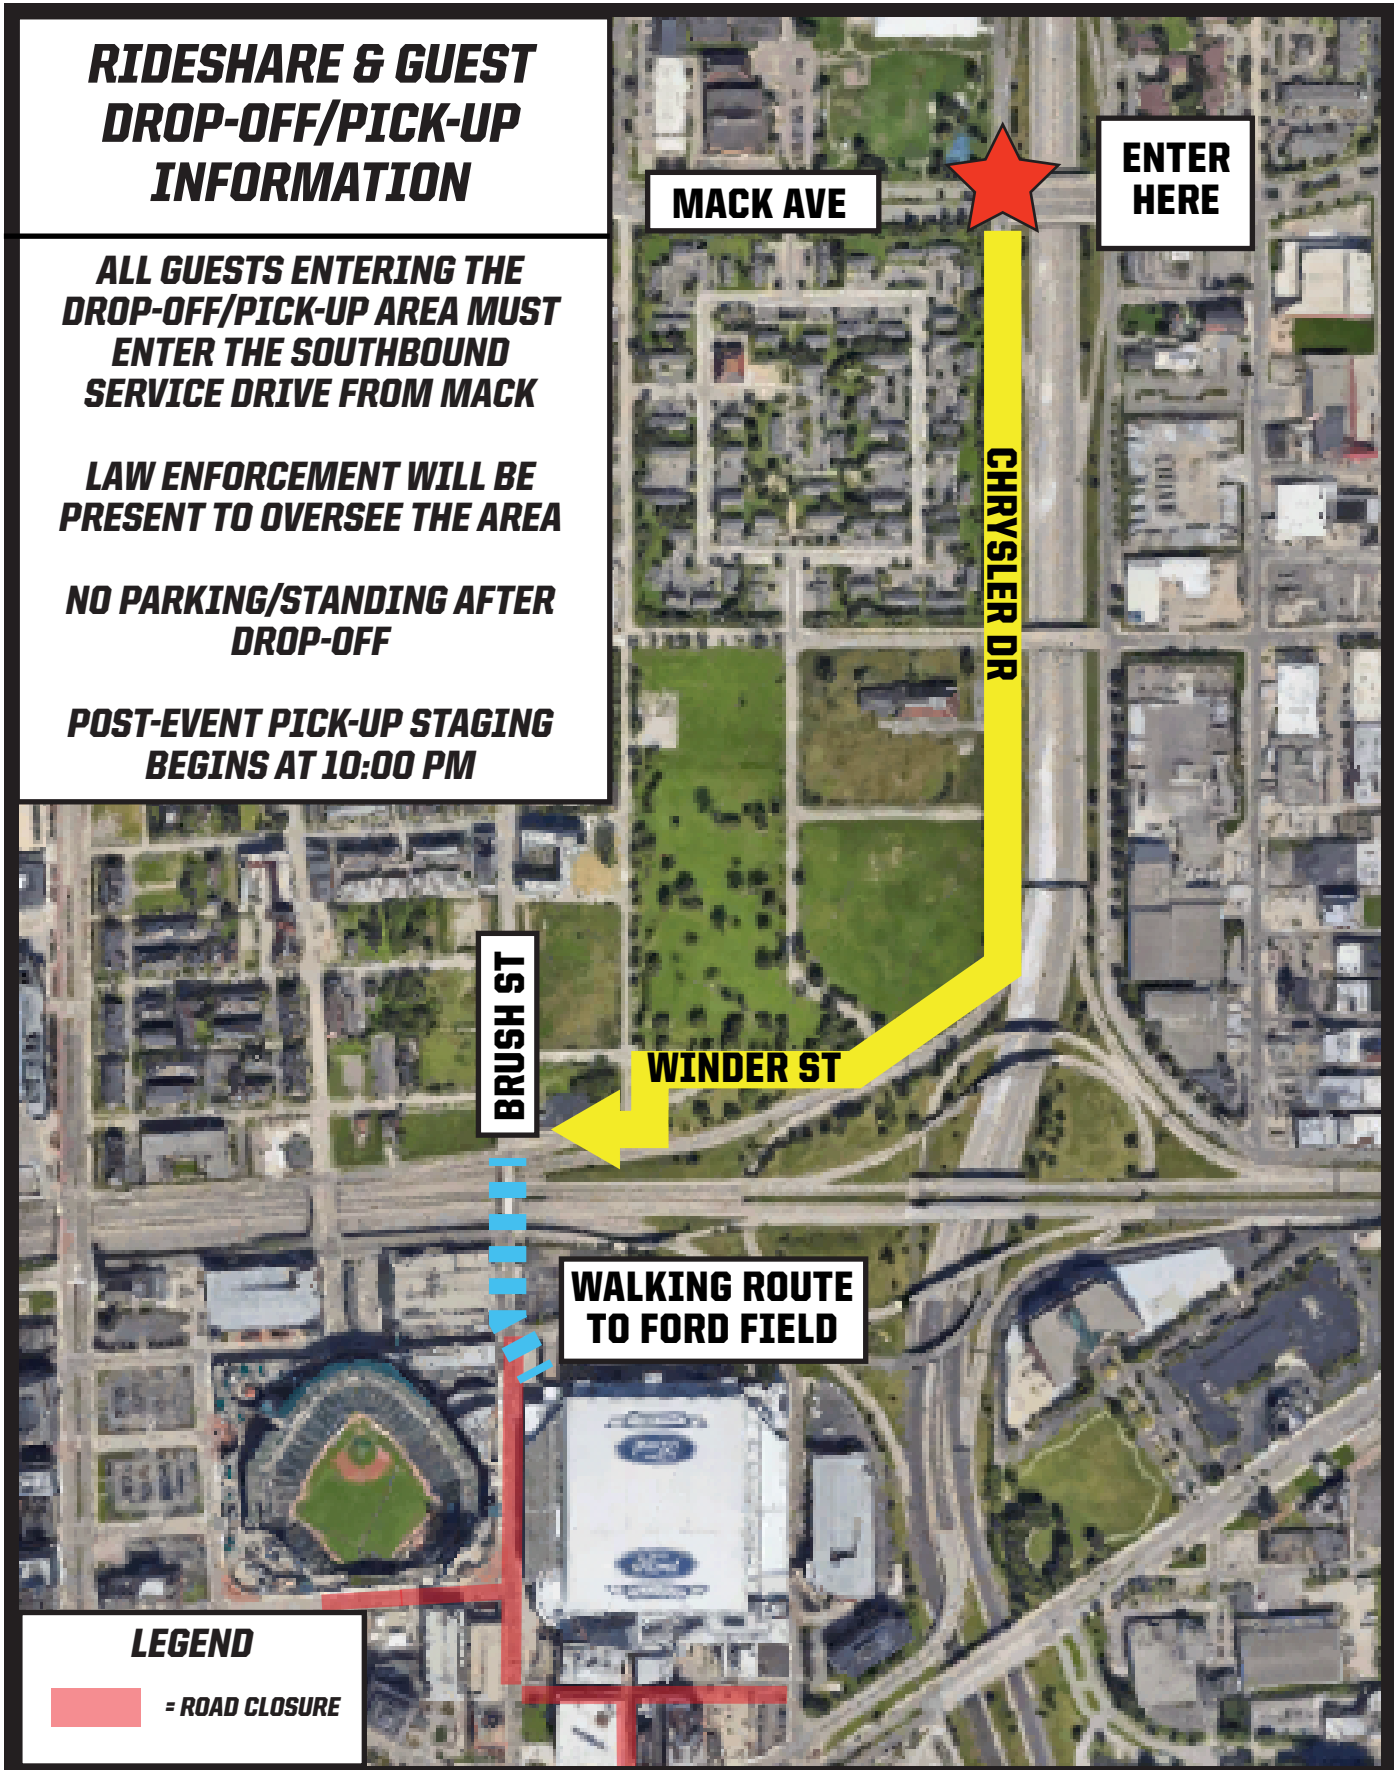 RIDESHARE & GUEST
DROP-OFF/PICK-UP
INFORMATION
ALL GUESTS ENTERING THE
DROP-OFF/PICK-UP AREA MUST
ENTER THE SOUTHBOUND
SERVICE DRIVE FROM MACK
LAW ENFORCEMENT WILL BE
PRESENT TO OVERSEE THE AREA
NO PARKING/STANDING AFTER
DROP-OFF
POST-EVENT PICK-UP STAGING
BEGINS AT 10:00 PM
MACK AVE
ENTER
HERE
CHRYSLER DR
BRUSH ST
WINDER ST
WALKING ROUTE
TO FORD FIELD
LEGEND
= ROAD CLOSURE